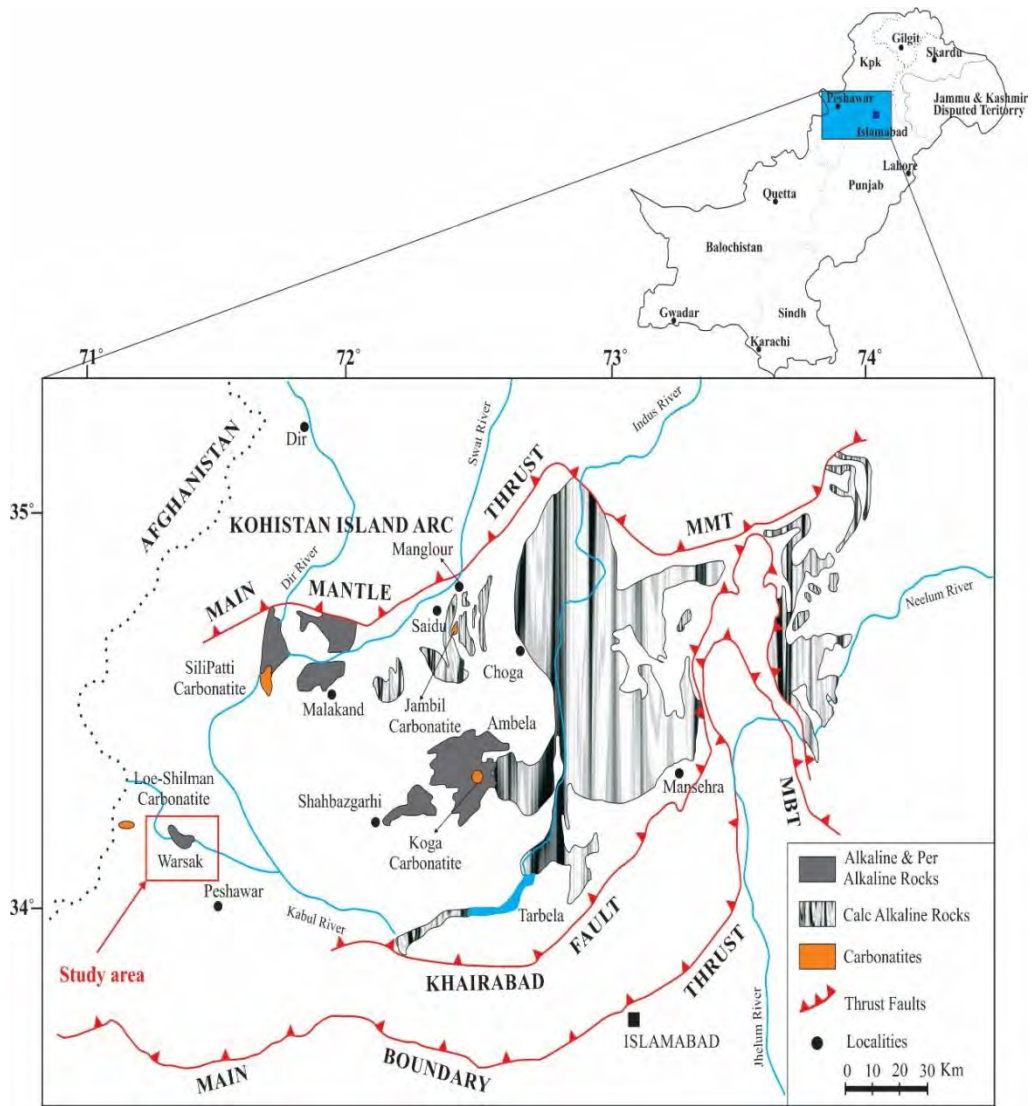 Gilgit
Skardu
Kpk
Peshawar
Jammu & Kashmir
Disputed Teritorry
Islamabad
Lahore
Punjab
Quetta
Balochistan
Gwadar
Sindh
Karachi
71°
72°
73°
74°
35°
34°
AFGHANISTAN
Dir
Swat River
Indus River
THRUST
KOHISTAN ISLAND ARC
MMT
Manglour
Dir River
MAIN
MANTLE
Neelum River
Saidu
SiliPatti
Carbonatite
Choga
Malakand
Jambil
Carbonatite
Ambela
Loe-Shilman
Carbonatite
Mansehra
MBT
Shahbazgarhi
Koga
Carbonatite
Warsak
Peshawar
Kabul River
Tarbela
FAULT
KHAIRABAD
THRUST
Study area
ISLAMABAD
Jhelum River
BOUNDARY
MAIN
Alkaline & Per
Alkaline Rocks
Calc Alkaline Rocks
Carbonatites
Thrust Faults
Localities
0 10 20 30 Km